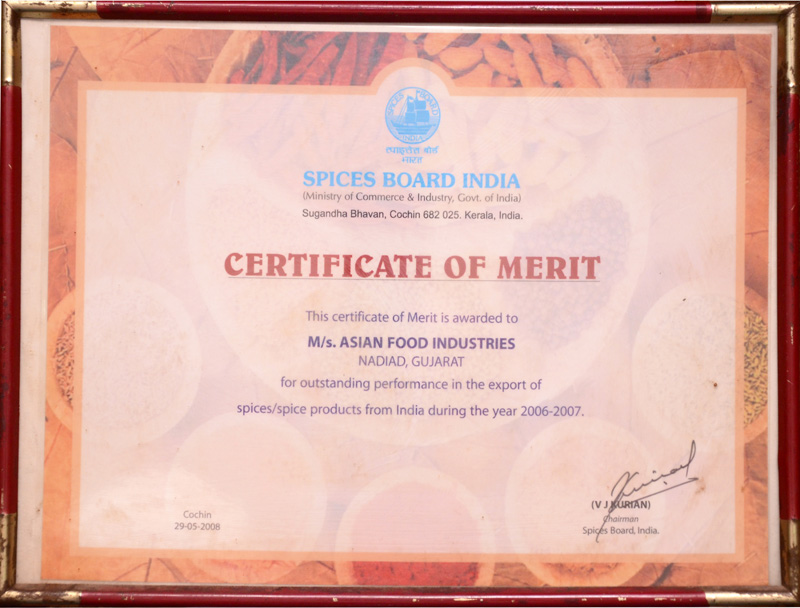 SPICES BOARD
INDIA
स्पाइसेस बोर्ड
भारत
SPICES BOARD INDIA
(Ministry of Commerce & Industry, Govt. of India)
Sugandha Bhavan, Cochin 682 025. Kerala, India.
CERTIFICATE OF MERIT
This certificate of Merit is awarded to
M/s. ASIAN FOOD INDUSTRIES
NADIAD, GUJARAT
for outstanding performance in the export of
spices/spice products from India during the year 2006-2007.
Cochin
29-05-2008
(V J KURIAN)
Chairman
Spices Board, India.